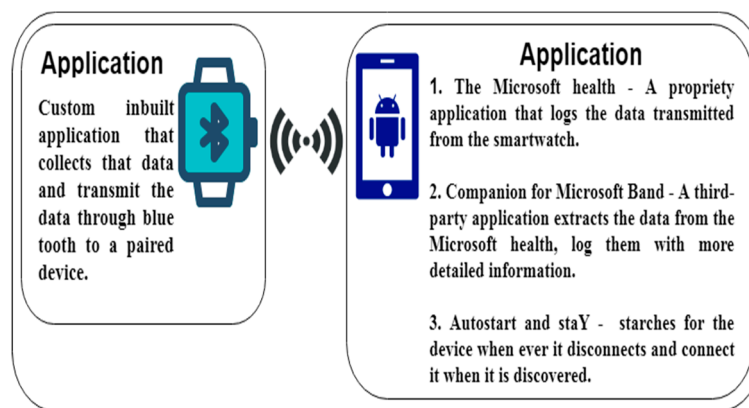 Application
Custom inbuilt
application that
collects that data
and transmit the
data through blue
tooth to a paired
device.
Application
1. The Microsoft health - A propriety
application that logs the data transmitted
from the smartwatch.
2. Companion for Microsoft Band - A third-
party application extracts the data from the
Microsoft health, log them with more
detailed information.
3. Autostart and staY - starches for the
device when ever it disconnects and connect
it when it is discovered.